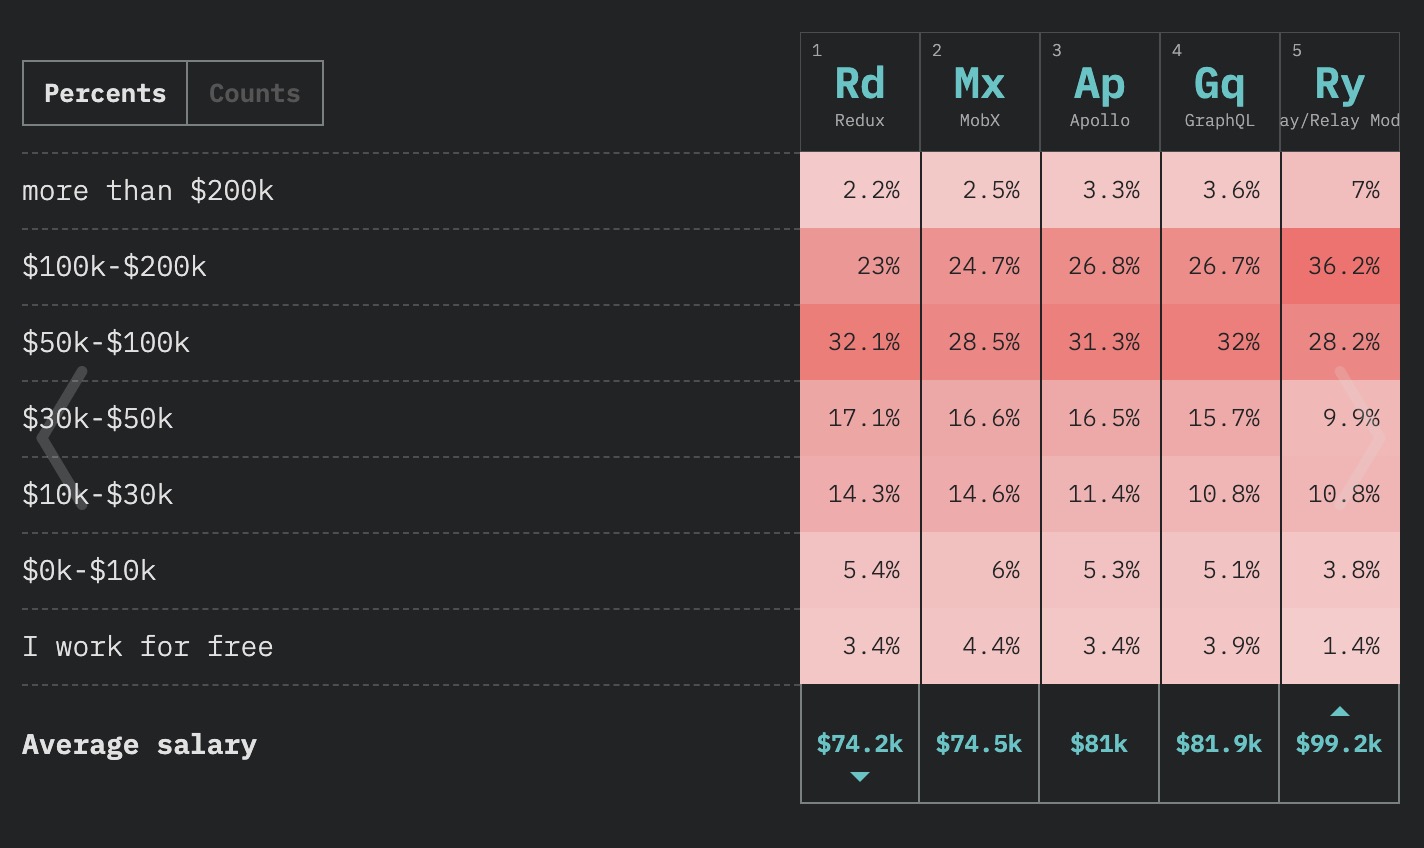 1 2 3 4 5
Percents Counts Rd Mx Ap Gq Ry
Redux MobX Apollo GraphQL ay/Relay Mod
more than $200k 2.2% 2.5% 3.3% 3.6% 7%
$100k-$200k 23% 24.7% 26.8% 26.7% 36.2%
$50k-$100k 32.1% 28.5% 31.3% 32% 28.2%
$30k-$50k 17.1% 16.6% 16.5% 15.7% 9.9%
$10k-$30k 14.3% 14.6% 11.4% 10.8% 10.8%
$0k-$10k 5.4% 6% 5.3% 5.1% 3.8%
I work for free 3.4% 4.4% 3.4% 3.9% 1.4%
Average salary $74.2k $74.5k $81k $81.9k $99.2k